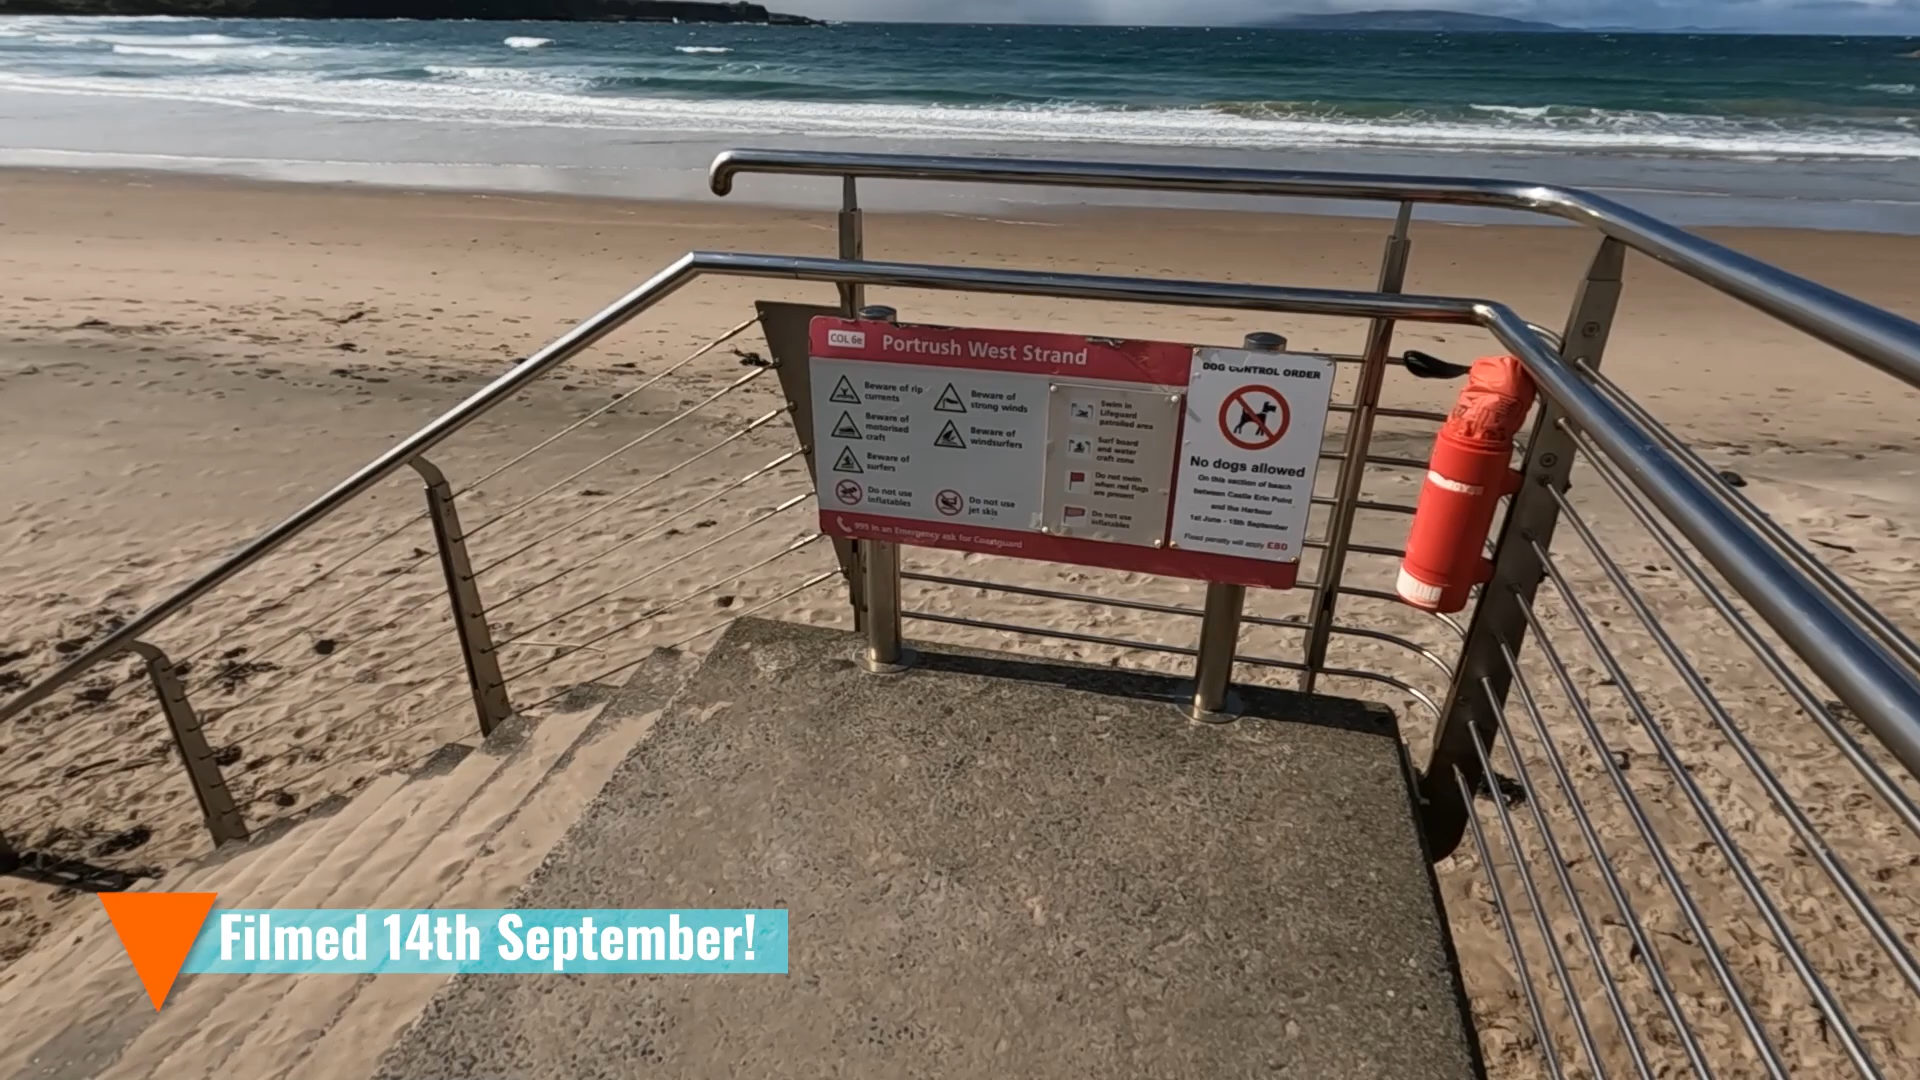 COL 6e
Portrush West Strand
Beware of rip
currents
Beware of
motorised
craft
Beware of
surfers
Do not use
inflatables
Beware of
strong winds
Beware of
windsurfers
Do not use
jet skis
Swim in
Lifeguard
patrolled area
Surf board
and water
craft zone
Do not swim
when red flags
are present
Do not use
inflatables
999 in an Emergency ask for Coastguard
DOG CONTROL ORDER
No dogs allowed
On this section of beach
between Castle Erin Point
and the Harbour
1st June - 15th September
Fixed penalty will apply £80
Filmed 14th September!